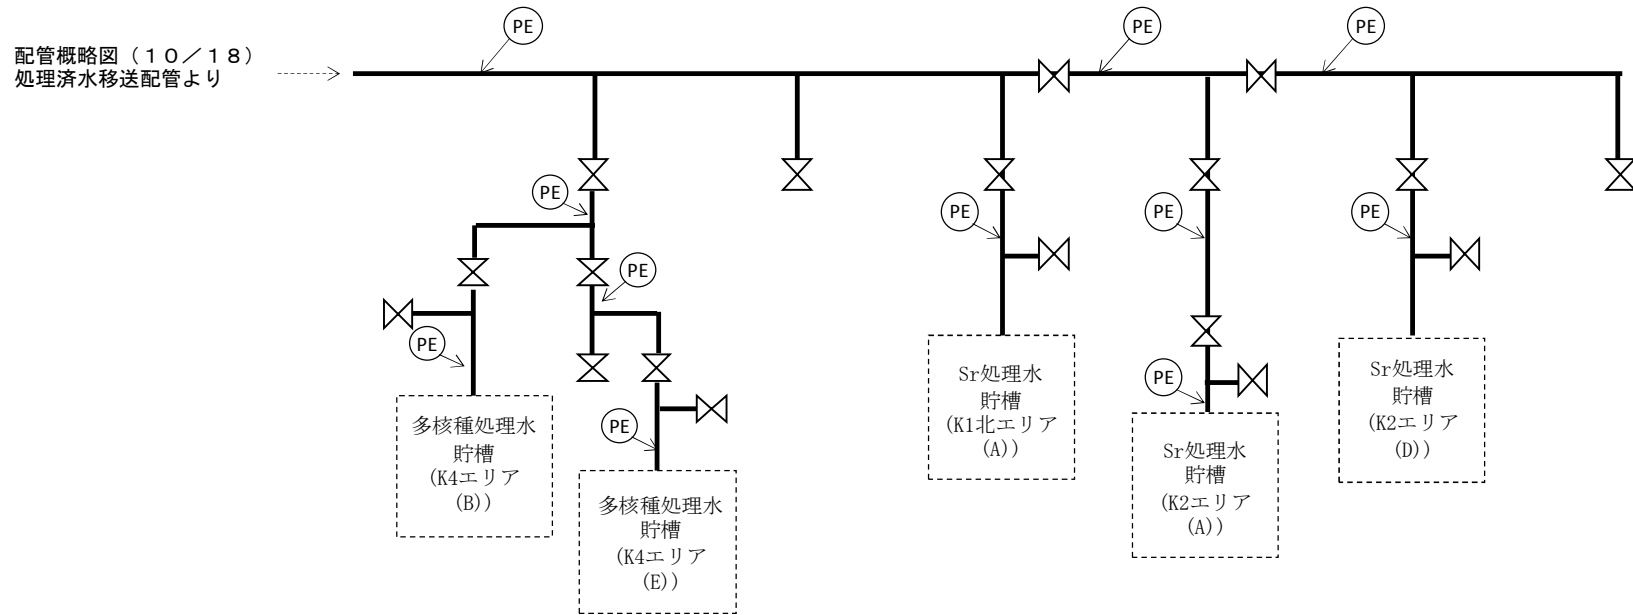 PE
PE
PE
配管概略図（１０／１８）
処理済水移送配管より
PE
PE
PE
PE
PE
PE
PE
PE
PE
多核種処理水
貯槽
(K4エリア
(B))
多核種処理水
貯槽
(K4エリア
(E))
Sr処理水
貯槽
(K1北エリア
(A))
Sr処理水
貯槽
(K2エリア
(A))
Sr処理水
貯槽
(K2エリア
(D))